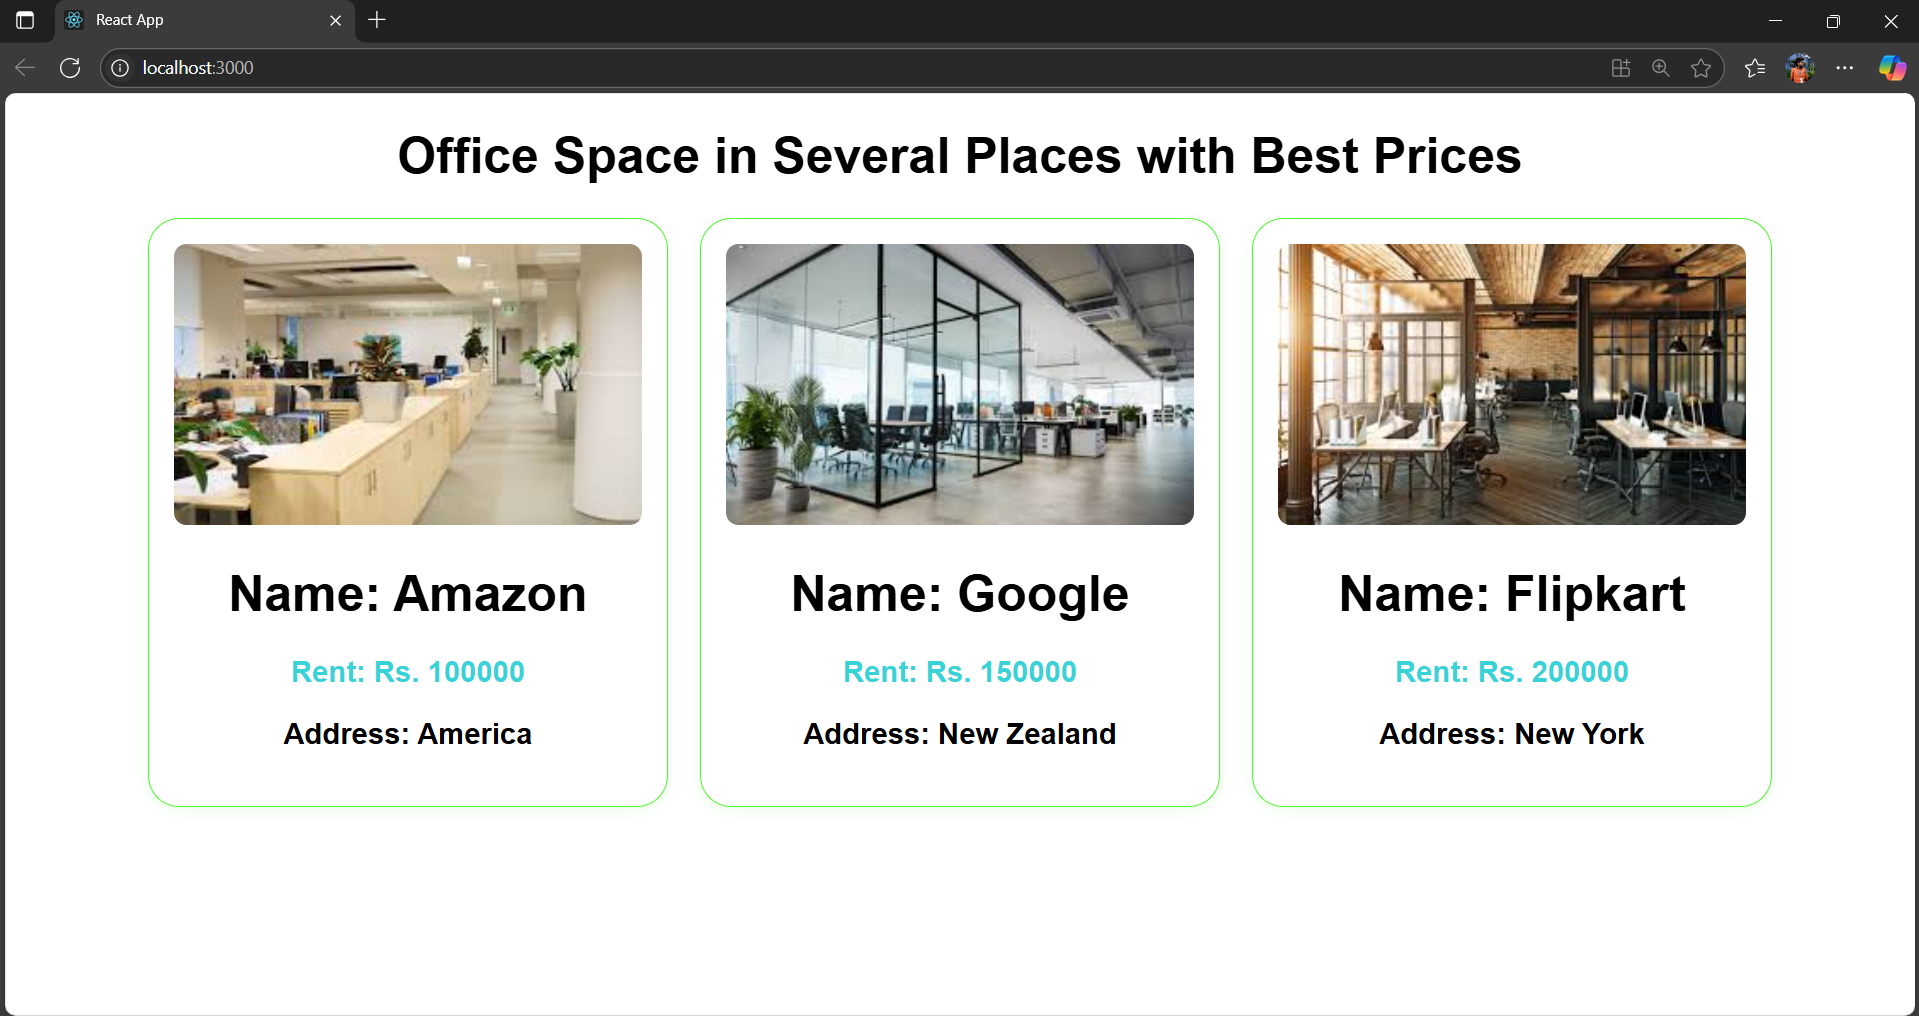 React App
localhost:3000
Office Space in Several Places with Best Prices
Name: Amazon
Rent: Rs. 100000
Address: America
Name: Google
Rent: Rs. 150000
Address: New Zealand
Name: Flipkart
Rent: Rs. 200000
Address: New York